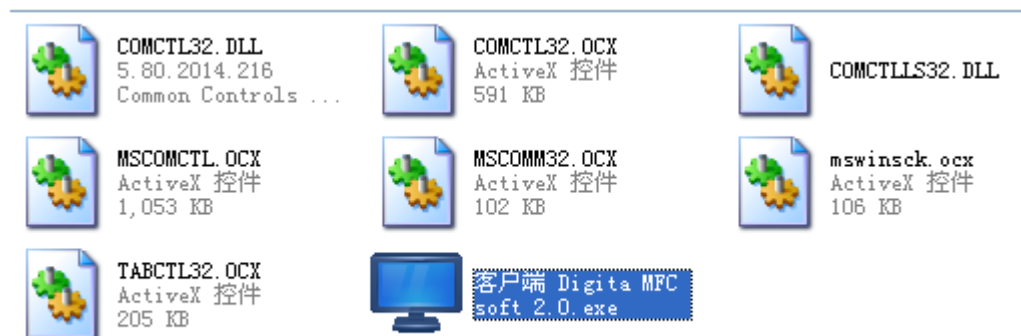 COMCTL32.DLL
5.80.2014.216
Common Controls ...
COMCTL32.OCX
ActiveX 控件
591 KB
COMCTLLS32.DLL
MSCOMCTL.OCX
ActiveX 控件
1,053 KB
MSCOMM32.OCX
ActiveX 控件
102 KB
mswinsck.ocx
ActiveX 控件
106 KB
TABCTL32.OCX
ActiveX 控件
205 KB
客户端 Digita MFC
soft 2.0.exe